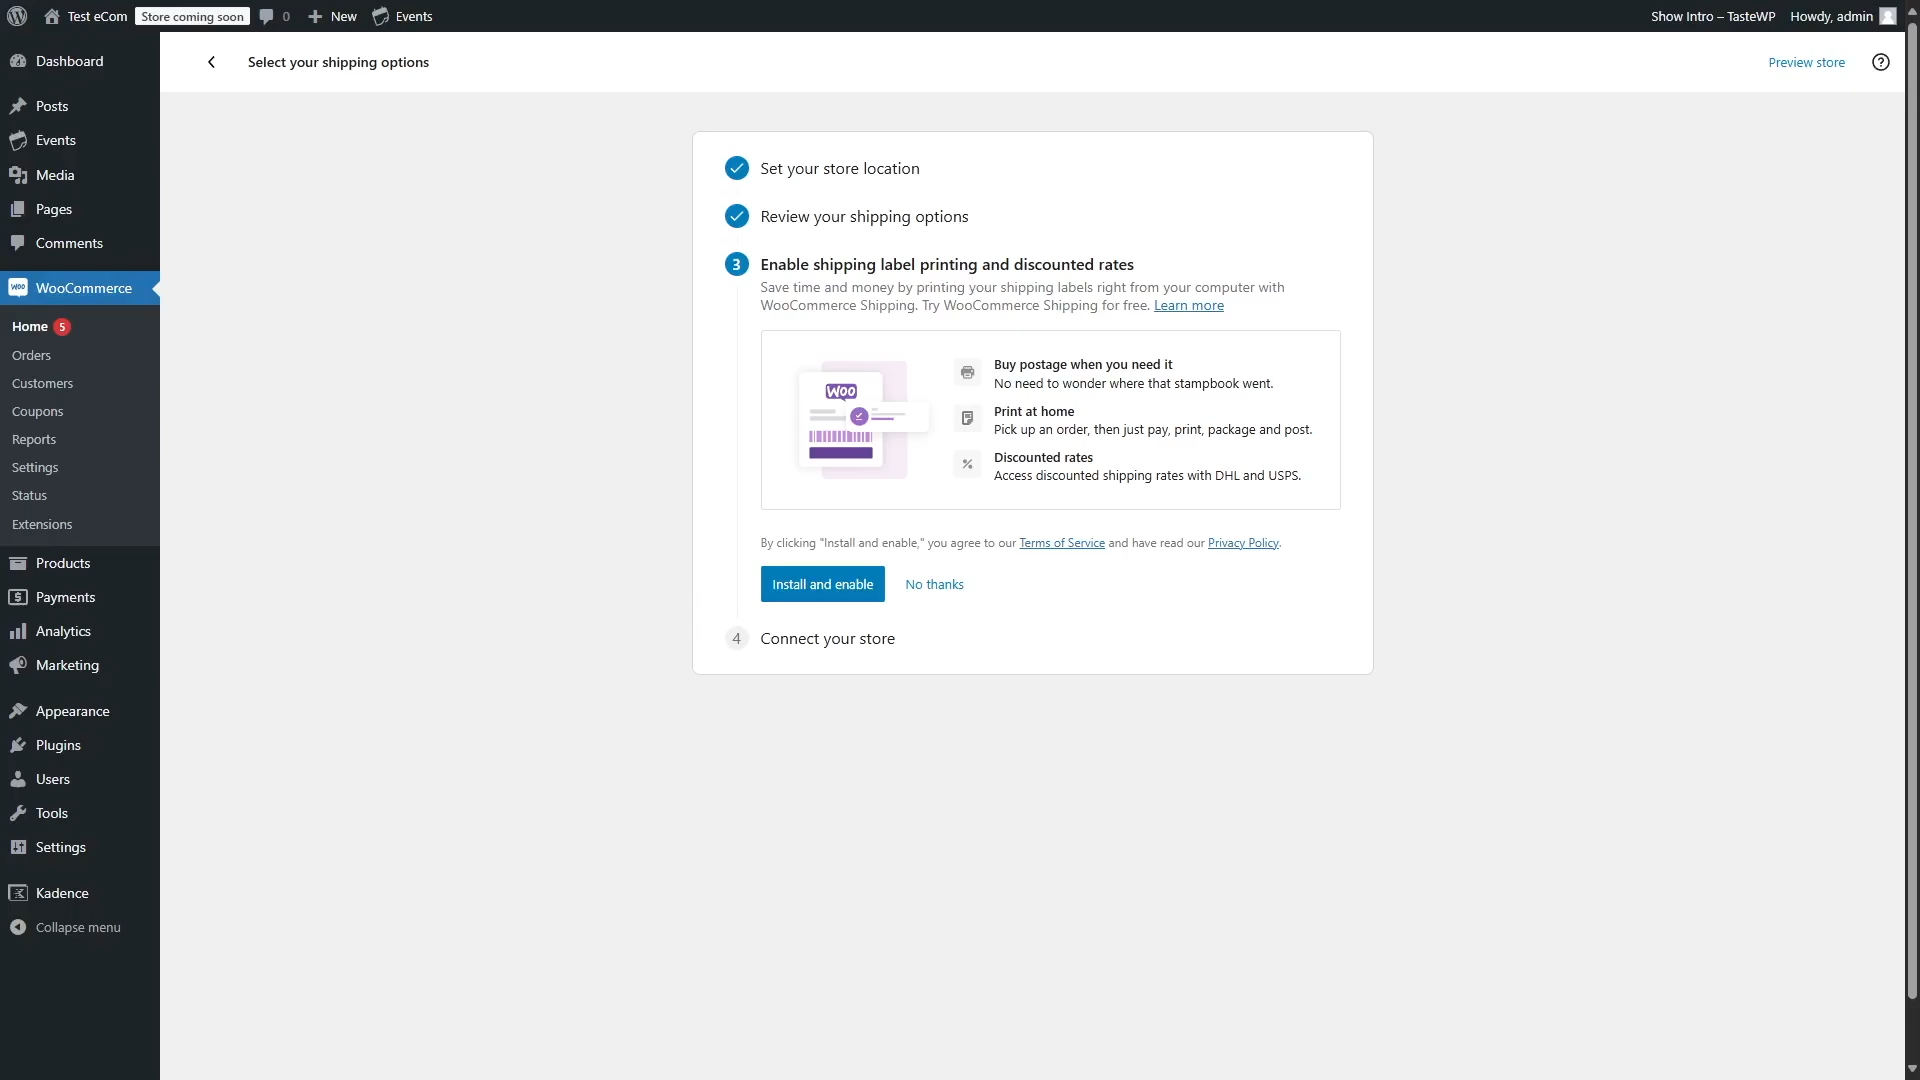 Test eCom
Store coming soon
0
New
Events
Show Intro – TasteWP
Howdy, admin
Dashboard
Posts
Events
Media
Pages
Comments
woo
WooCommerce
Home 5
Orders
Customers
Coupons
Reports
Settings
Status
Extensions
Products
Payments
Analytics
Marketing
Appearance
Plugins
Users
Tools
Settings
Kadence
Collapse menu
Select your shipping options
Preview store
?
Set your store location
Review your shipping options
3 Enable shipping label printing and discounted rates
Save time and money by printing your shipping labels right from your computer with
WooCommerce Shipping. Try WooCommerce Shipping for free. Learn more
WOO
Buy postage when you need it
No need to wonder where that stampbook went.
Print at home
Pick up an order, then just pay, print, package and post.
%
Discounted rates
Access discounted shipping rates with DHL and USPS.
By clicking "Install and enable," you agree to our Terms of Service and have read our Privacy Policy.
Install and enable
No thanks
4 Connect your store